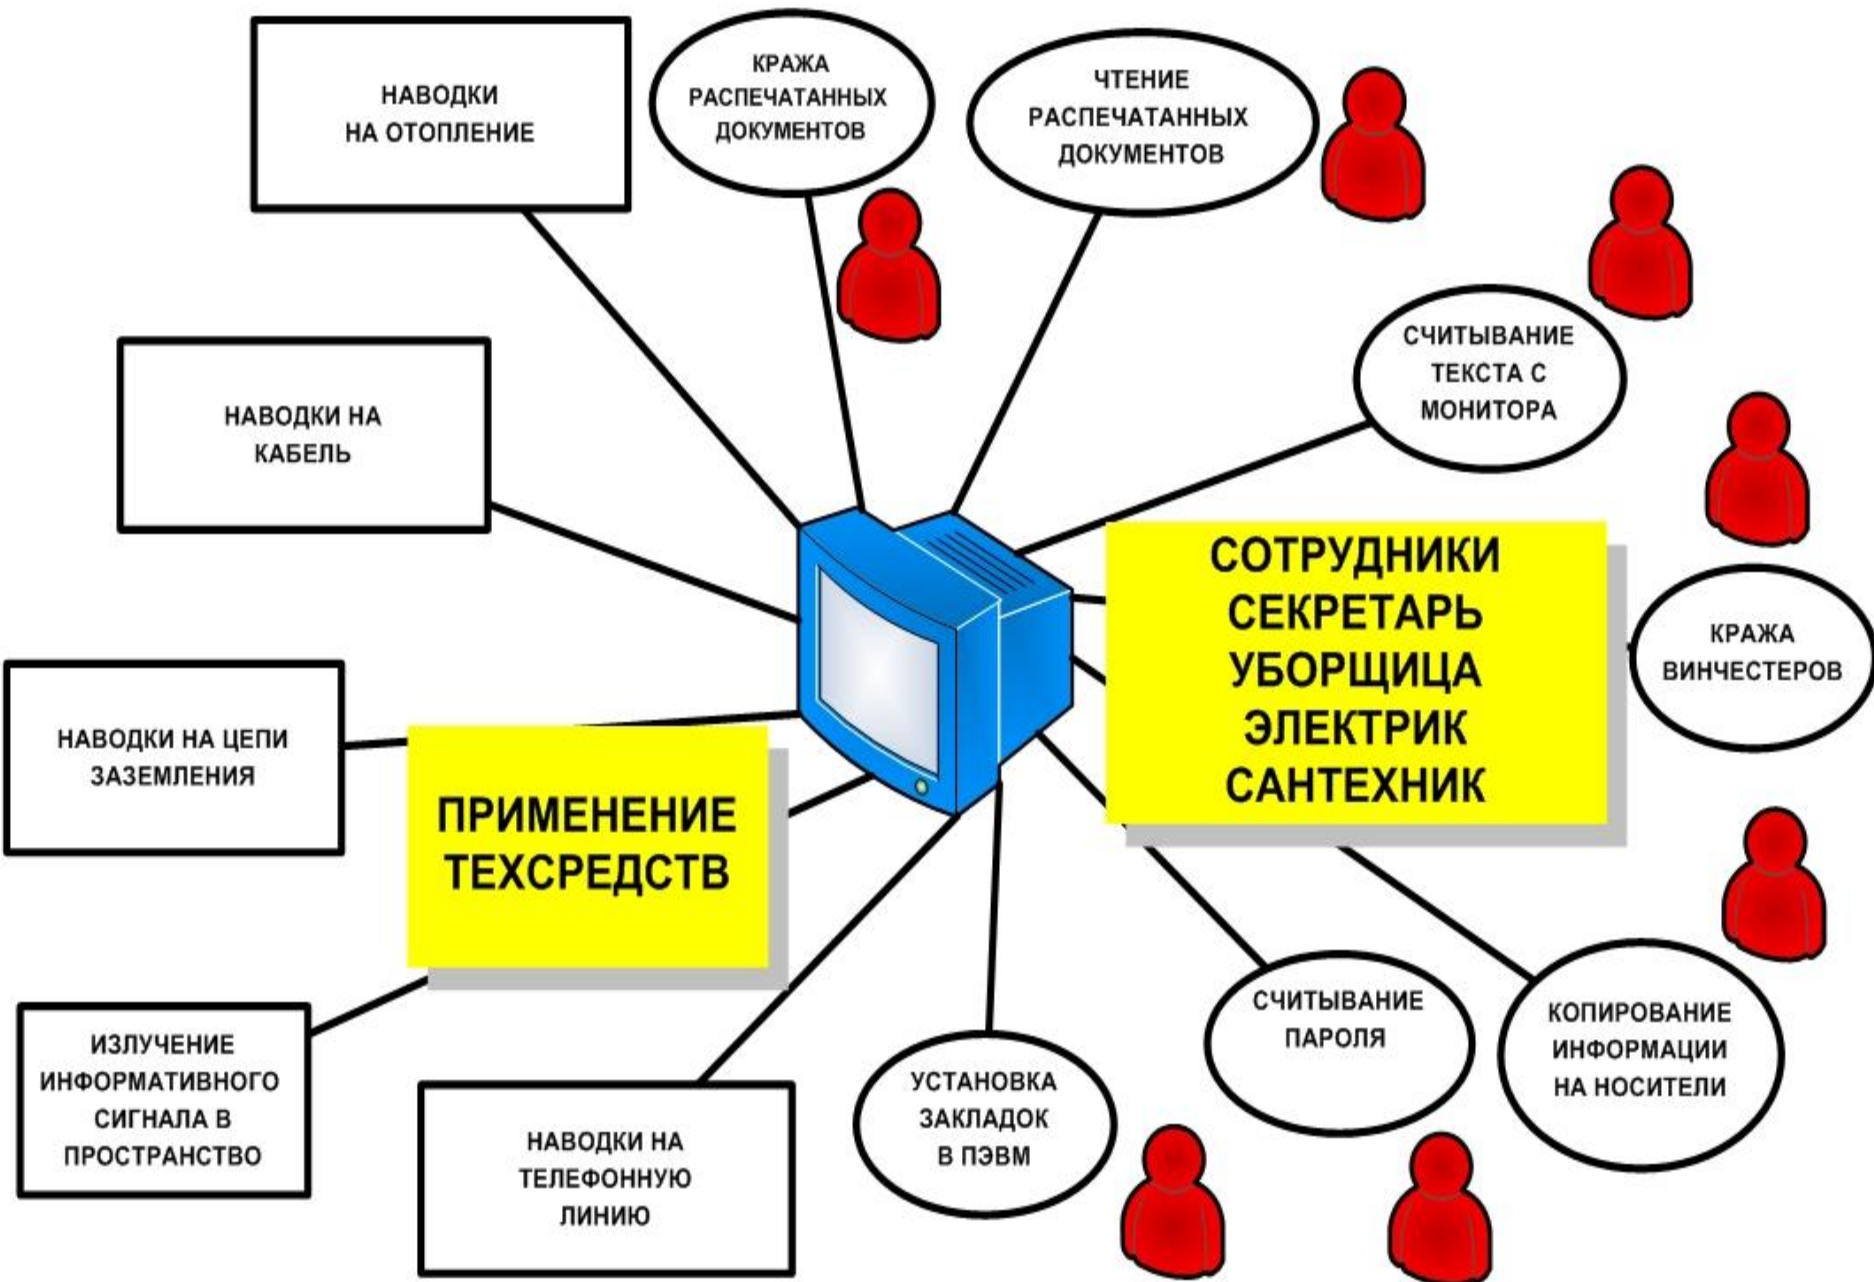 НАВОДКИ
НА ОТОПЛЕНИЕ
КРАЖА
РАСПЕЧАТАННЫХ
ДОКУМЕНТОВ
ЧТЕНИЕ
РАСПЕЧАТАННЫХ
ДОКУМЕНТОВ
СЧИТЫВАНИЕ
ТЕКСТА С
МОНИТОРА
НАВОДКИ НА
КАБЕЛЬ
СОТРУДНИКИ
СЕКРЕТАРЬ
УБОРЩИЦА
ЭЛЕКТРИК
САНТЕХНИК
КРАЖА
ВИНЧЕСТЕРОВ
НАВОДКИ НА ЦЕПИ
ЗАЗЕМЛЕНИЯ
ПРИМЕНЕНИЕ
ТЕХСРЕДСТВ
ИЗЛУЧЕНИЕ
ИНФОРМАТИВНОГО
СИГНАЛА В
ПРОСТРАНСТВО
НАВОДКИ НА
ТЕЛЕФОННУЮ
ЛИНИЮ
УСТАНОВКА
ЗАКЛАДОК
В ПЭВМ
СЧИТЫВАНИЕ
ПАРОЛЯ
КОПИРОВАНИЕ
ИНФОРМАЦИИ
НА НОСИТЕЛИ